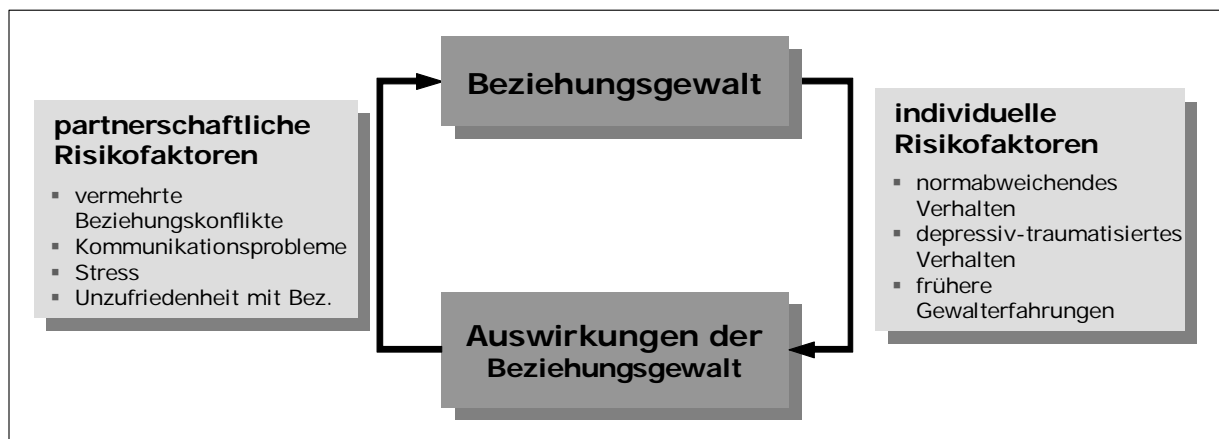 Beziehungsgewalt
partnerschaftliche
Risikofaktoren
vermehrte
Beziehungskonflikte
Kommunikationsprobleme
Stress
Unzufriedenheit mit Bez.
individuelle
Risikofaktoren
normabweichendes
Verhalten
depressiv-traumatisiertes
Verhalten
frühere
Gewalterfahrungen
Auswirkungen der
Beziehungsgewalt